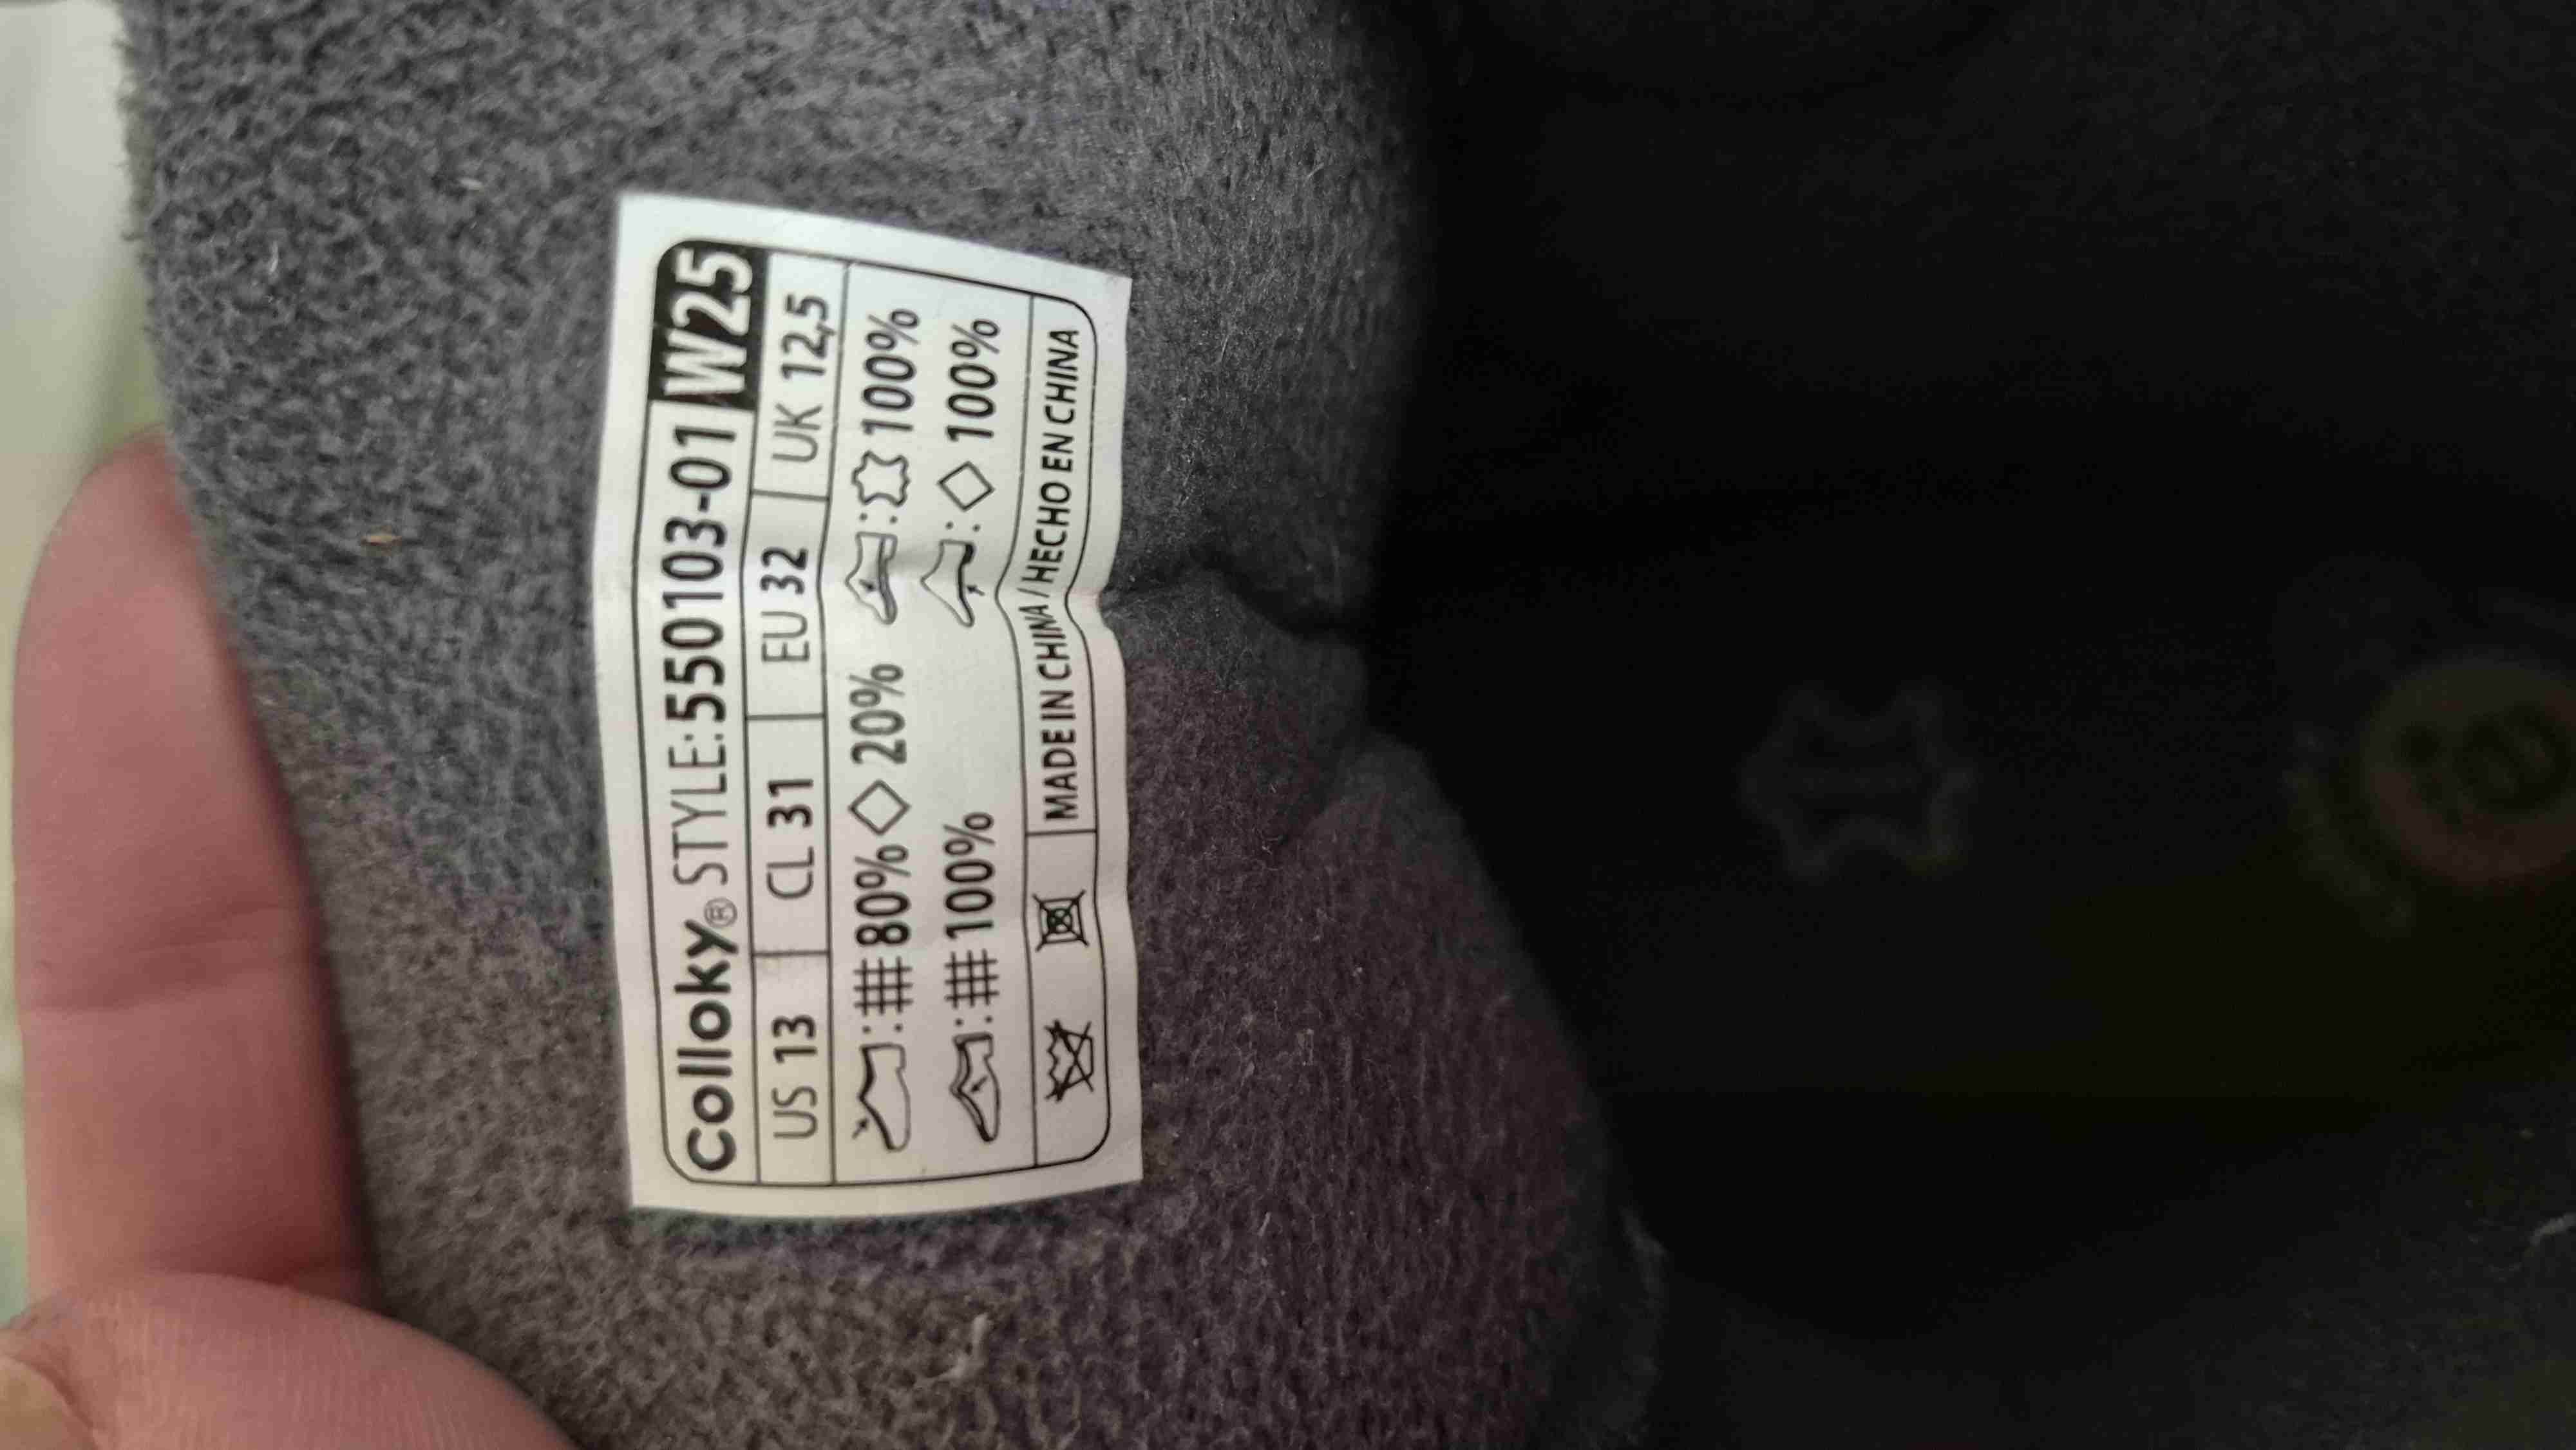 colloky® STYLE:550103-01 W25
US 13 CL 31 EU 32 UK 12,5
: 80% 20% : 100%
: 100% : 100%
MADE IN CHINA / HECHO EN CHINA